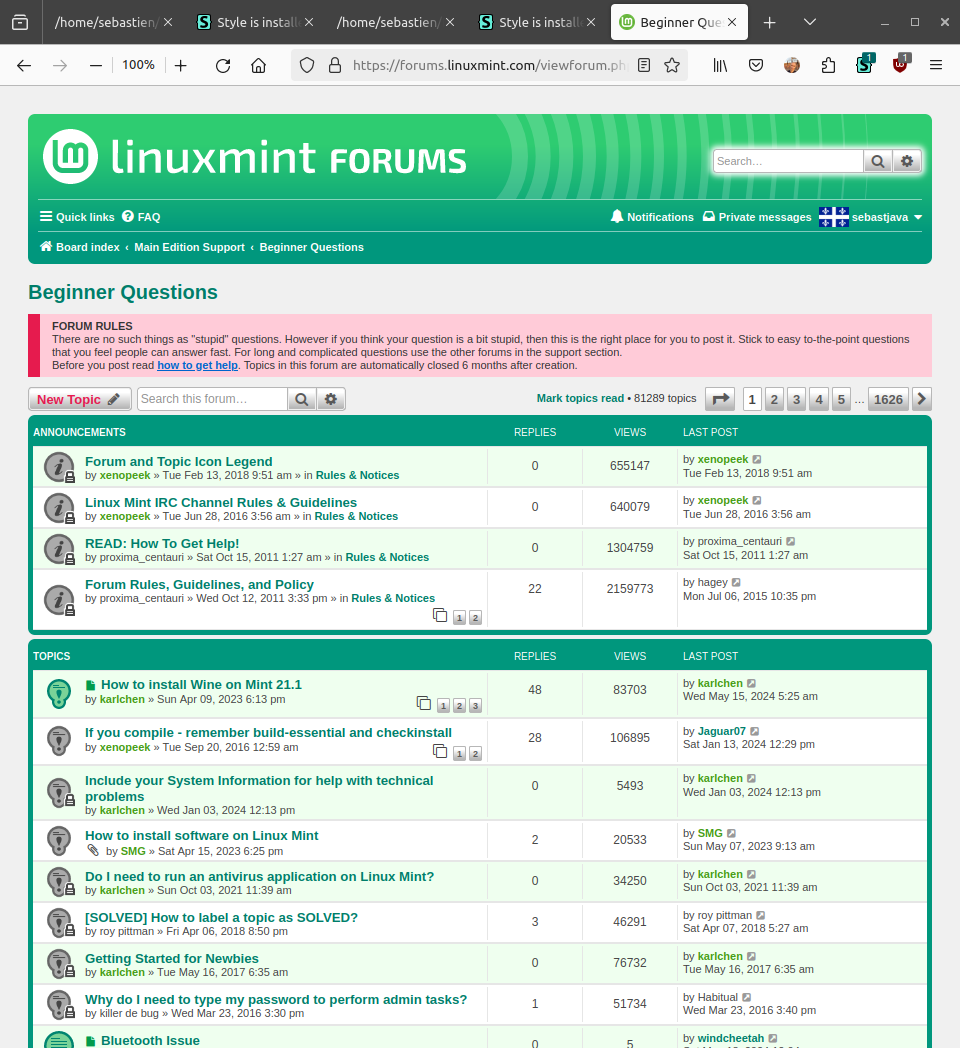 /home/sebastien/
Style is install
/home/sebastien/
Style is install
Beginner Ques
100%
https://forums.linuxmint.com/viewforum.ph
1
1
linuxmint FORUMS
Search…
Quick links FAQ
Notifications Private messages sebastjava
Board index ‹ Main Edition Support ‹ Beginner Questions
Beginner Questions
FORUM RULES
There are no such things as "stupid" questions. However if you think your question is a bit stupid, then this is the right place for you to post it. Stick to easy to-the-point questions
that you feel people can answer fast. For long and complicated questions use the other forums in the support section.
Before you post read how to get help. Topics in this forum are automatically closed 6 months after creation.
New Topic Search this forum… Mark topics read • 81289 topics 1 2 3 4 5 … 1626
ANNOUNCEMENTS REPLIES VIEWS LAST POST
Forum and Topic Icon Legend
by xenopeek » Tue Feb 13, 2018 9:51 am » in Rules & Notices
0
655147
by xenopeek
Tue Feb 13, 2018 9:51 am
Linux Mint IRC Channel Rules & Guidelines
by xenopeek » Tue Jun 28, 2016 3:56 am » in Rules & Notices
0
640079
by xenopeek
Tue Jun 28, 2016 3:56 am
READ: How To Get Help!
by proxima_centauri » Sat Oct 15, 2011 1:27 am » in Rules & Notices
0
1304759
by proxima_centauri
Sat Oct 15, 2011 1:27 am
Forum Rules, Guidelines, and Policy
by proxima_centauri » Wed Oct 12, 2011 3:33 pm » in Rules & Notices
1 2
22
2159773
by hagey
Mon Jul 06, 2015 10:35 pm
TOPICS REPLIES VIEWS LAST POST
How to install Wine on Mint 21.1
by karlchen » Sun Apr 09, 2023 6:13 pm
1 2 3
48
83703
by karlchen
Wed May 15, 2024 5:25 am
If you compile - remember build-essential and checkinstall
by xenopeek » Tue Sep 20, 2016 12:59 am
1 2
28
106895
by Jaguar07
Sat Jan 13, 2024 12:29 pm
Include your System Information for help with technical
problems
by karlchen » Wed Jan 03, 2024 12:13 pm
0
5493
by karlchen
Wed Jan 03, 2024 12:13 pm
How to install software on Linux Mint
by SMG » Sat Apr 15, 2023 6:25 pm
2
20533
by SMG
Sun May 07, 2023 9:13 am
Do I need to run an antivirus application on Linux Mint?
by karlchen » Sun Oct 03, 2021 11:39 am
0
34250
by karlchen
Sun Oct 03, 2021 11:39 am
[SOLVED] How to label a topic as SOLVED?
by roy pittman » Fri Apr 06, 2018 8:50 pm
3
46291
by roy pittman
Sat Apr 07, 2018 5:27 am
Getting Started for Newbies
by karlchen » Tue May 16, 2017 6:35 am
0
76732
by karlchen
Tue May 16, 2017 6:35 am
Why do I need to type my password to perform admin tasks?
by killer de bug » Wed Mar 23, 2016 3:30 pm
1
51734
by Habitual
Wed Mar 23, 2016 3:40 pm
Bluetooth Issue
0
5
by windcheetah